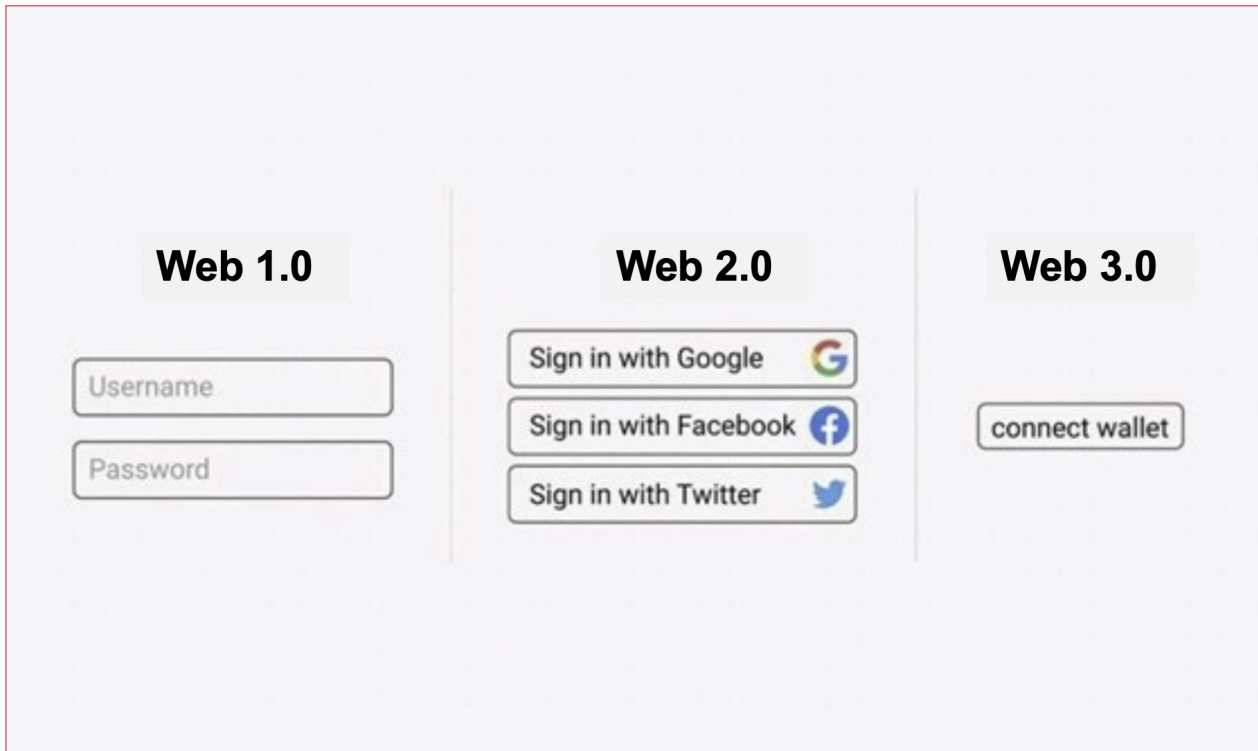 Web 1.0
Username
Password
Web 2.0
Sign in with Google
Sign in with Facebook
Sign in with Twitter
Web 3.0
connect wallet